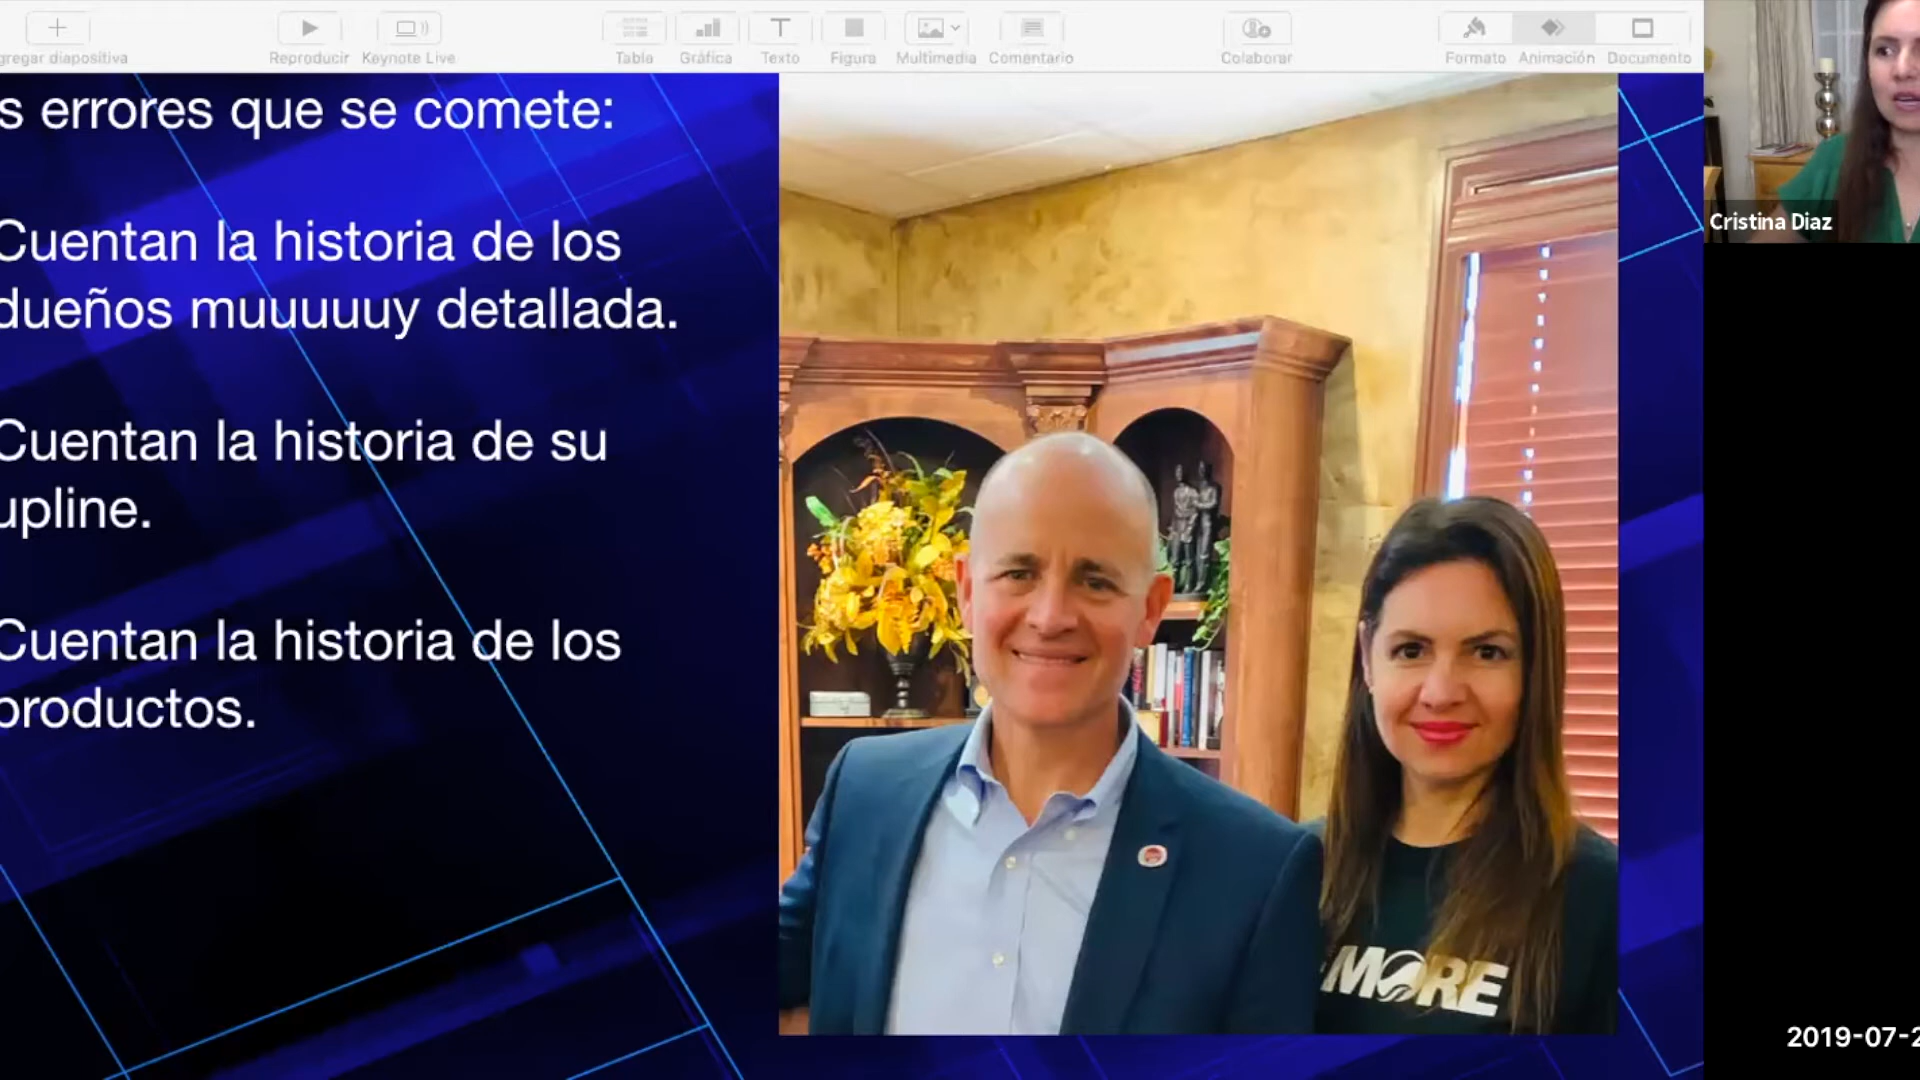 gregar diapositiva
Reproducir
Keynote Live
Tabla
Gráfica
Texto
Figura
Multimedia
Comentario
Colaborar
Formato
Animación
Documento
s errores que se comete:
Cuentan la historia de los
dueños muuuuuy detallada.
Cuentan la historia de su
upline.
Cuentan la historia de los
productos.
MORE
Cristina Diaz
2019-07-2